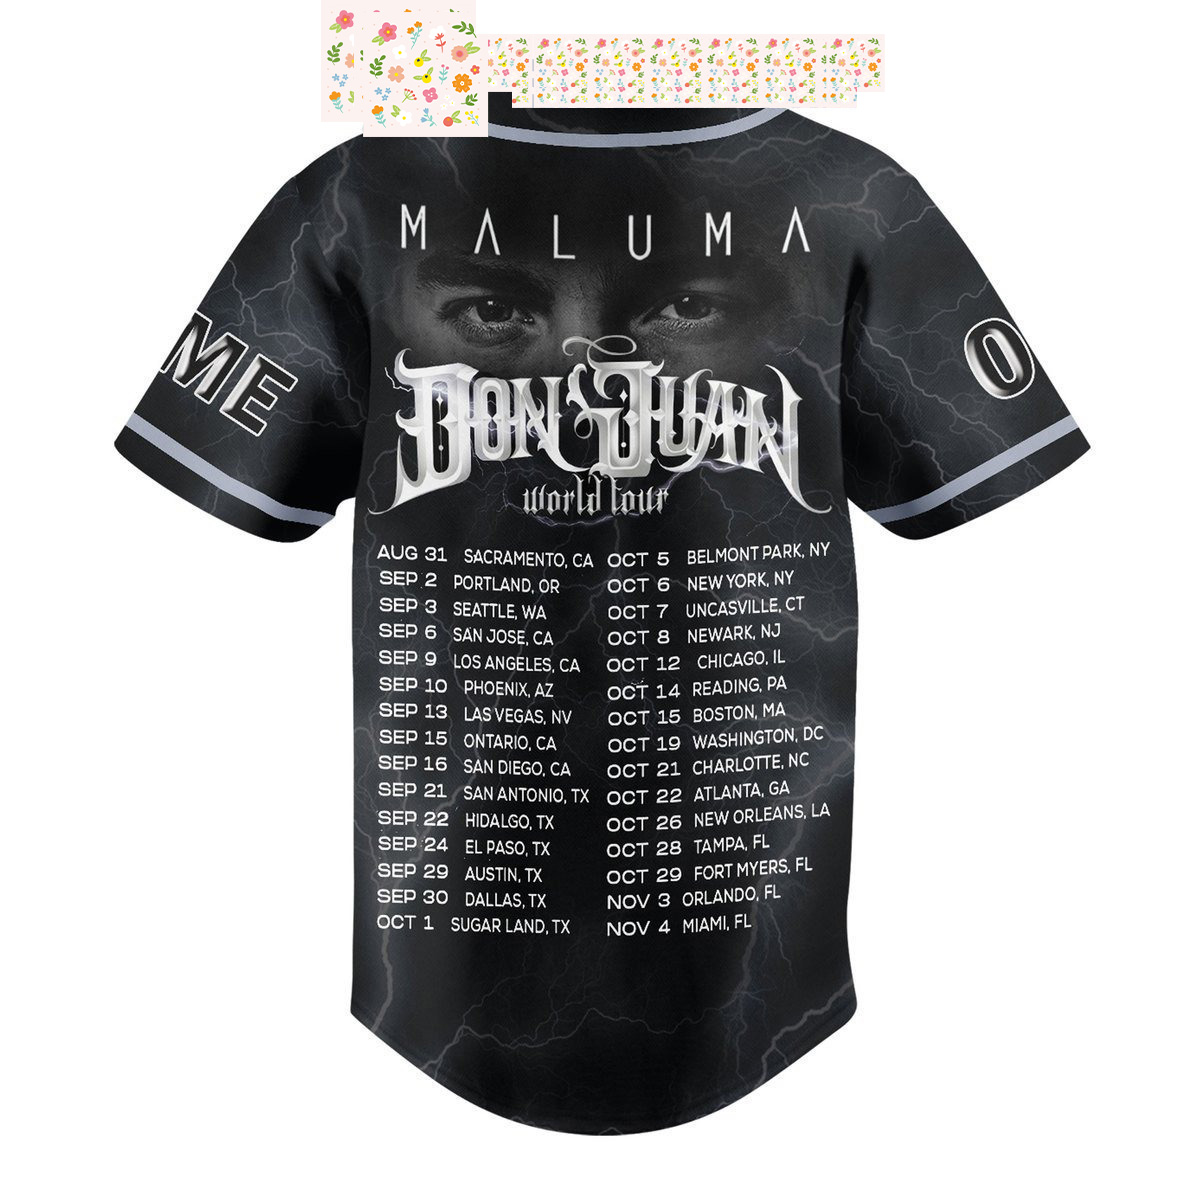 MALUMA
DON JUAN
world tour
ME
O
AUG 31 SACRAMENTO, CA
SEP 2 PORTLAND, OR
SEP 3 SEATTLE, WA
SEP 6 SAN JOSE, CA
SEP 9 LOS ANGELES, CA
SEP 10 PHOENIX, AZ
SEP 13 LAS VEGAS, NV
SEP 15 ONTARIO, CA
SEP 16 SAN DIEGO, CA
SEP 21 SAN ANTONIO, TX
SEP 22 HIDALGO, TX
SEP 24 EL PASO, TX
SEP 29 AUSTIN, TX
SEP 30 DALLAS, TX
OCT 1 SUGAR LAND, TX
OCT 5 BELMONT PARK, NY
OCT 6 NEW YORK, NY
OCT 7 UNCASVILLE, CT
OCT 8 NEWARK, NJ
OCT 12 CHICAGO, IL
OCT 14 READING, PA
OCT 15 BOSTON, MA
OCT 19 WASHINGTON, DC
OCT 21 CHARLOTTE, NC
OCT 22 ATLANTA, GA
OCT 26 NEW ORLEANS, LA
OCT 28 TAMPA, FL
OCT 29 FORT MYERS, FL
NOV 3 ORLANDO, FL
NOV 4 MIAMI, FL